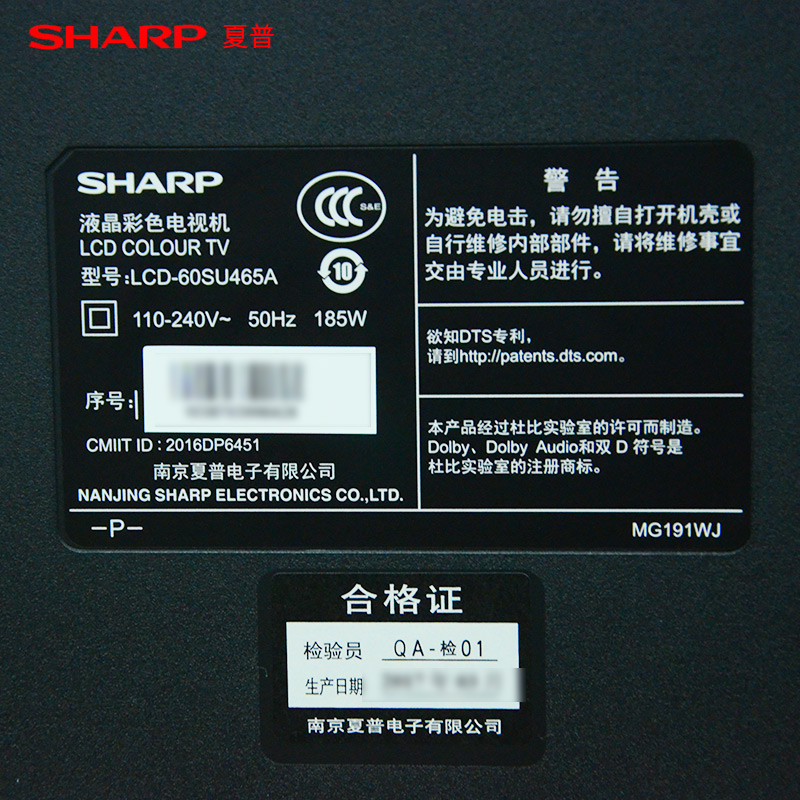 SHARP 夏普
SHARP
液晶彩色电视机
LCD COLOUR TV
型号:LCD-60SU465A
S&E
10
110-240V~ 50Hz 185W
序号:
CMIIT ID : 2016DP6451
南京夏普电子有限公司
NANJING SHARP ELECTRONICS CO.,LTD.
警 告
为避免电击，请勿擅自打开机壳或
自行维修内部部件，请将维修事宜
交由专业人员进行。
欲知DTS专利，
请到http://patents.dts.com。
本产品经过杜比实验室的许可而制造。
Dolby、Dolby Audio和双 D 符号是
杜比实验室的注册商标。
-P-
MG191WJ
合格证
检验员 QA-检01
生产日期
南京夏普电子有限公司